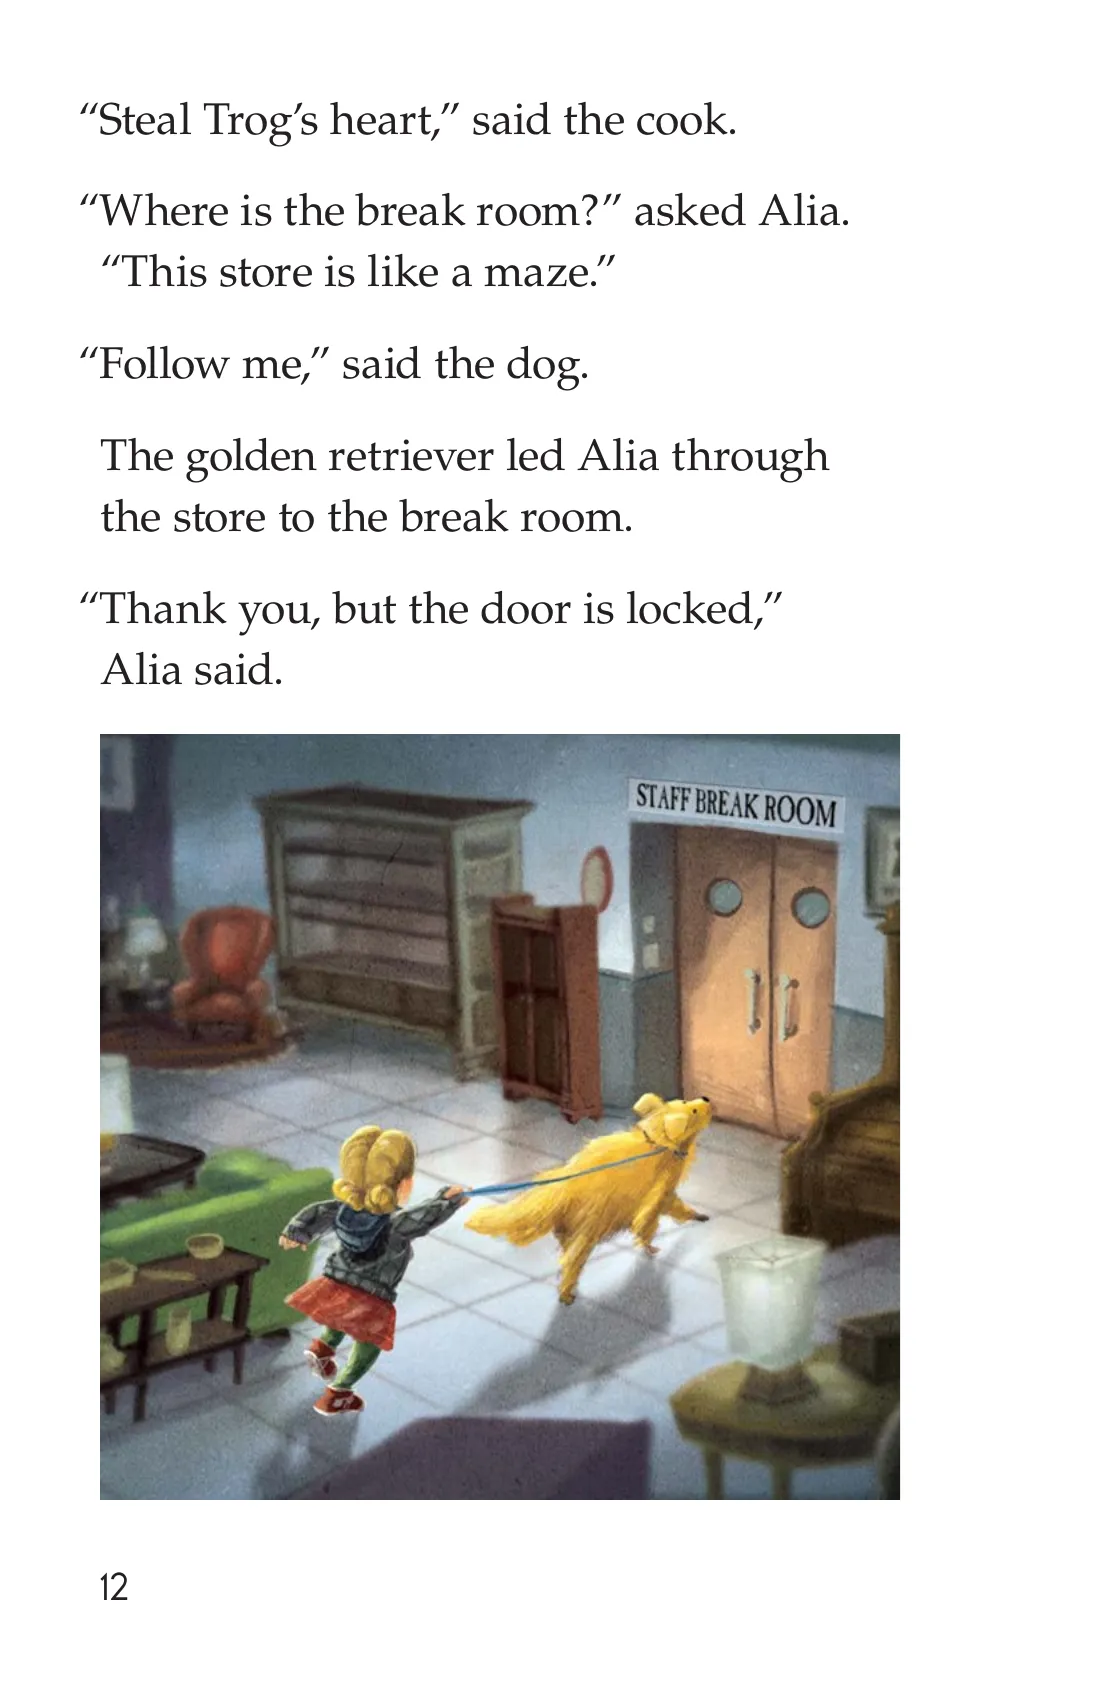 “Steal Trog’s heart,” said the cook.
“Where is the break room?” asked Alia.
“This store is like a maze.”
“Follow me,” said the dog.
The golden retriever led Alia through
the store to the break room.
“Thank you, but the door is locked,”
Alia said.
STAFF BREAK ROOM
12